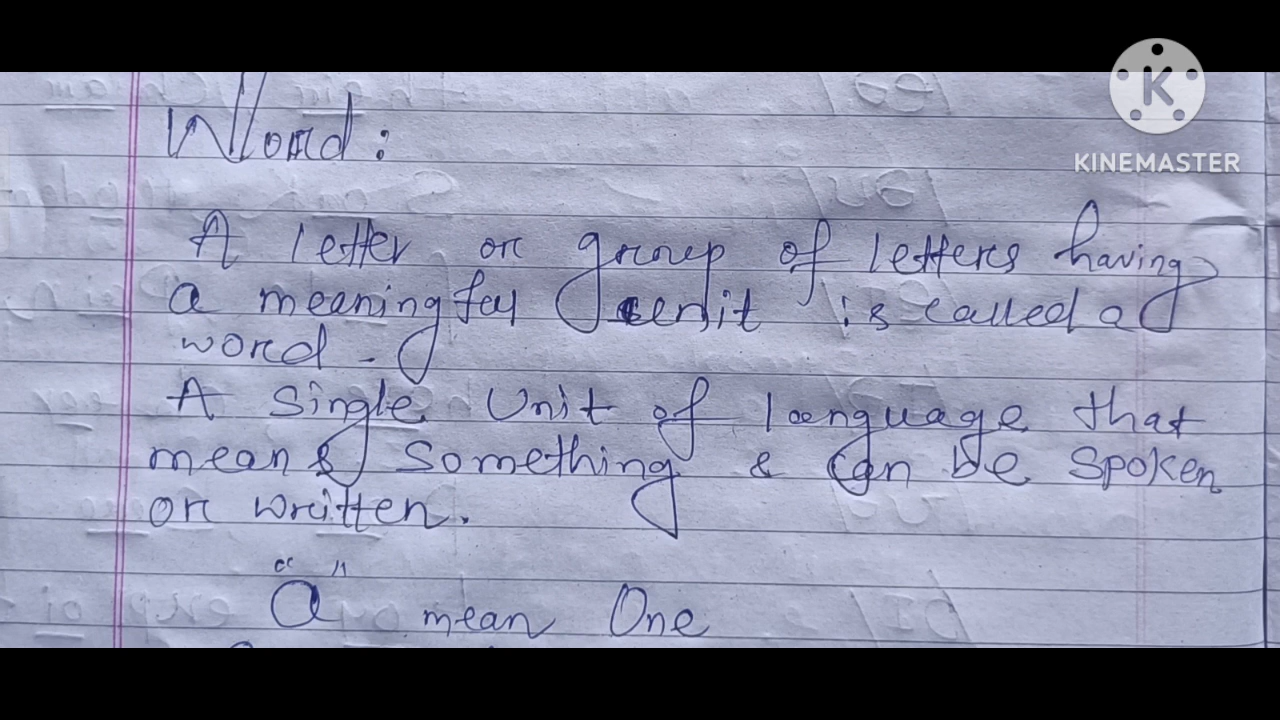 KINEMASTER
Word:
A letter or group of letters having
a meaningful unit is called a
word.
A single Unit of language that
means something & can be spoken
or written.
"a" mean One